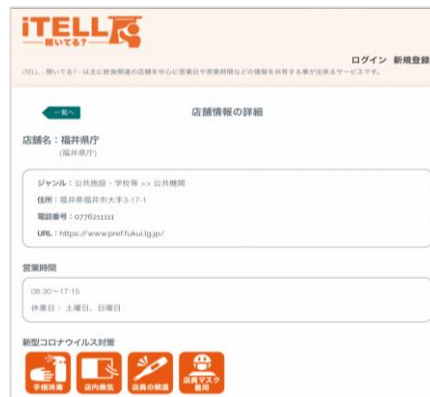 iTELL
開いてる?
ログイン 新規登録
iTELL - 開いてる? - は主に飲食関連の店舗を中心に営業日や営業時間などの情報を共有する事が出来るサービスです。
一覧へ
店舗情報の詳細
店舗名:福井県庁
(福井県庁)
ジャンル:公共施設・学校等 >> 公共機関
住所:福井県福井市大手3-17-1
電話番号:0776211111
URL:https://www.pref.fukui.lg.jp/
営業時間
08:30〜17:15
休業日: 土曜日、日曜日
新型コロナウイルス対策
手指消毒
店内換気
店員の検温
店員マスク
着用